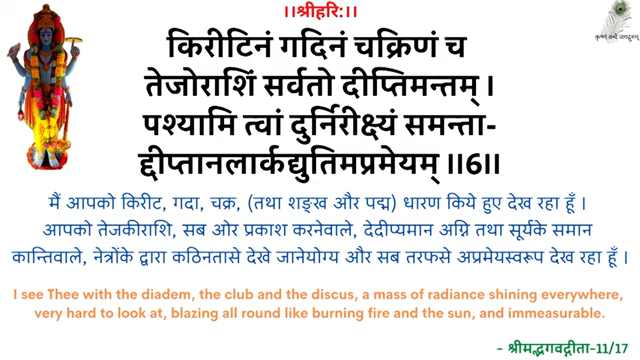 ।।श्रीहरि:।।
कृष्णं वन्दे जगद्गुरुम्
किरीटिनं गदिनं चक्रिणं च
तेजोराशिं सर्वतो दीप्तिमन्तम् ।
पश्यामि त्वां दुर्निरीक्ष्यं समन्ता-
द्दीप्तानलार्कद्युतिमप्रमेयम् ।।6।।
मैं आपको किरीट, गदा, चक्र, (तथा शङ्ख और पद्म) धारण किये हुए देख रहा हूँ ।
आपको तेजकीराशि, सब ओर प्रकाश करनेवाले, देदीप्यमान अग्नि तथा सूर्यके समान
कान्तिवाले, नेत्रोंके द्वारा कठिनतासे देखे जानेयोग्य और सब तरफसे अप्रमेयस्वरूप देख रहा हूँ ।
I see Thee with the diadem, the club and the discus, a mass of radiance shining everywhere,
very hard to look at, blazing all round like burning fire and the sun, and immeasurable.
- श्रीमद्भगवद्गीता-11/17